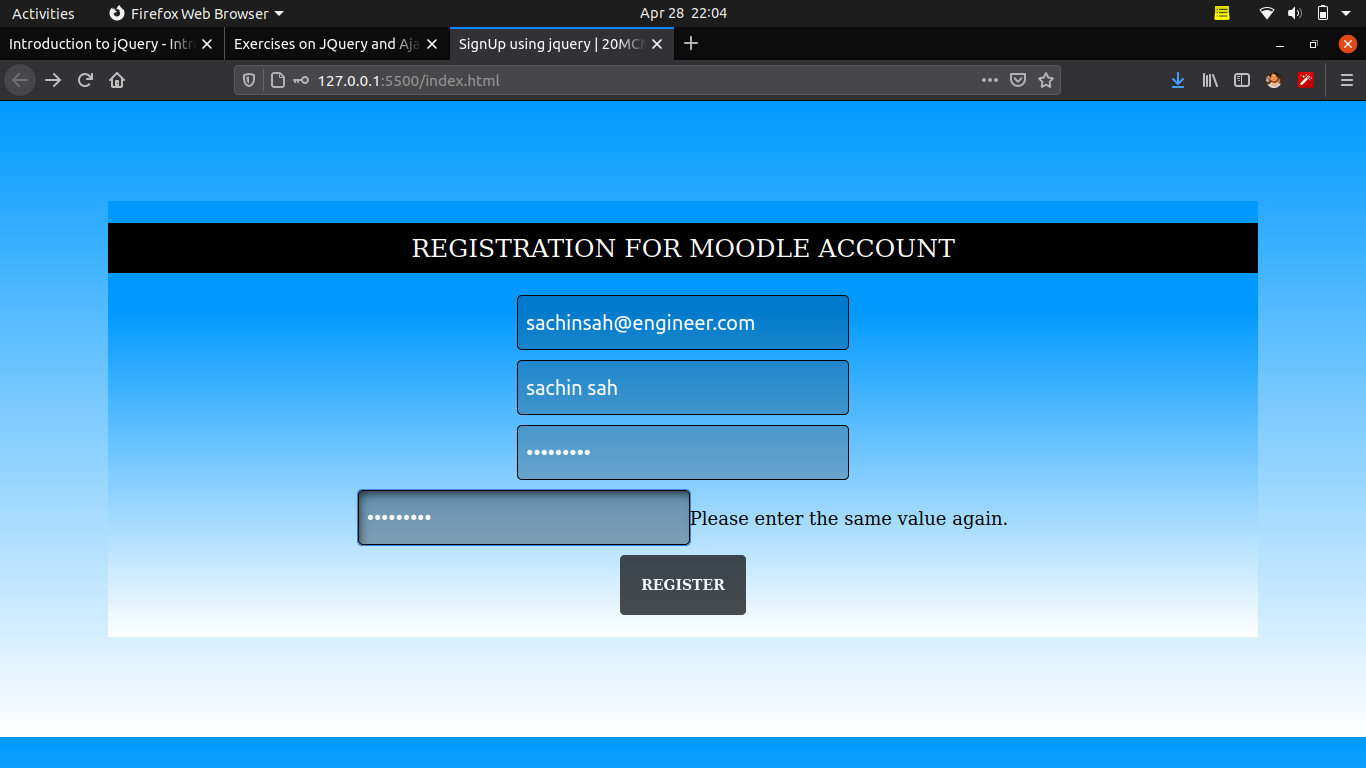 Activities Firefox Web Browser Apr 28 22:04
Introduction to jQuery - Intr Exercises on JQuery and Aja SignUp using jquery | 20MCM
127.0.0.1:5500/index.html
REGISTRATION FOR MOODLE ACCOUNT
sachinsah@engineer.com
sachin sah
•••••••••
••••••••• Please enter the same value again.
REGISTER